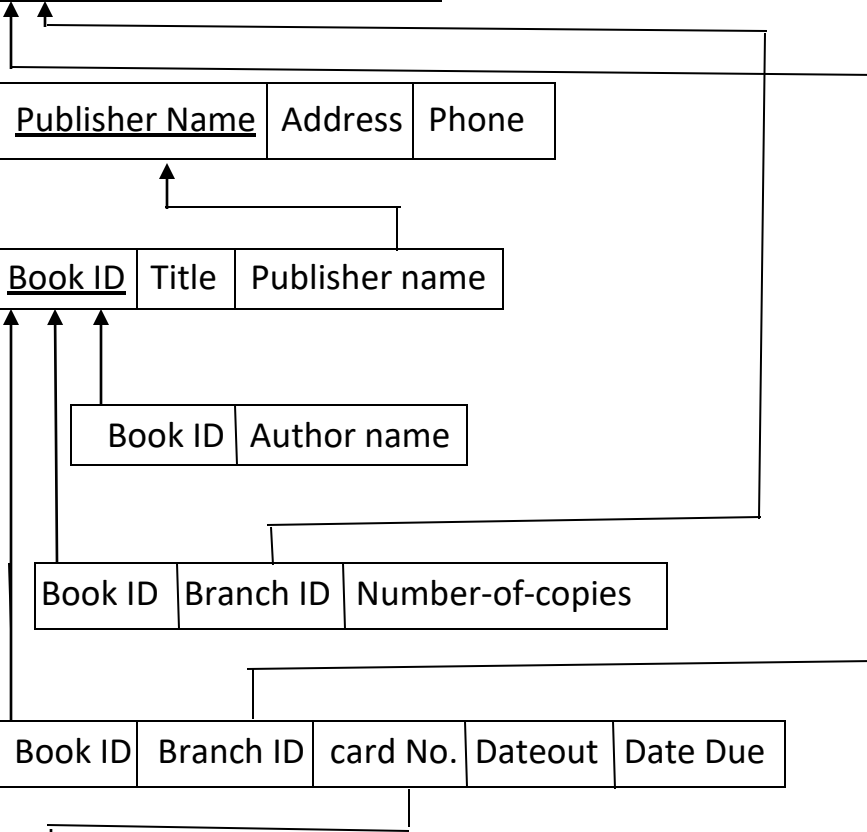 Publisher Name Address Phone
Book ID Title Publisher name
Book ID Author name
Book ID Branch ID Number-of-copies
Book ID Branch ID card No. Dateout Date Due